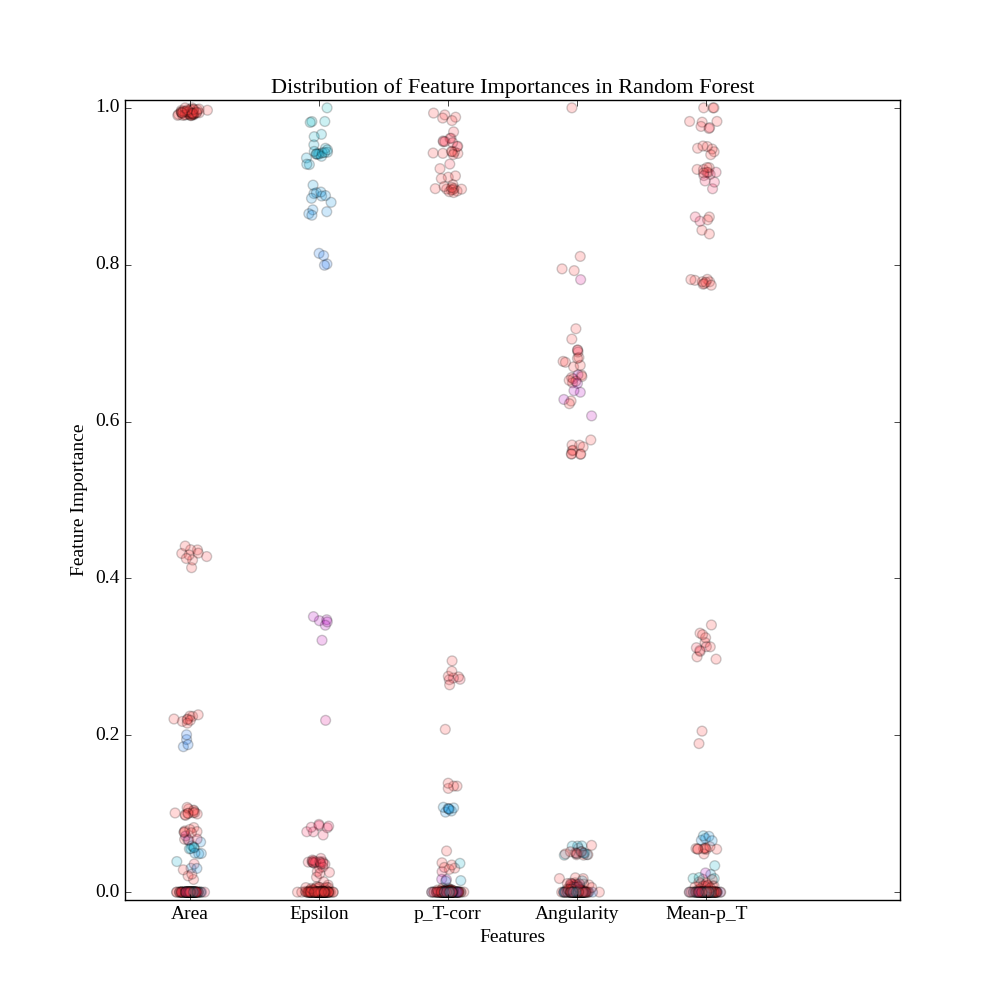 Distribution of Feature Importances in Random Forest
1.0
0.8
0.6
0.4
0.2
0.0
Feature Importance
Area Epsilon p_T-corr Angularity Mean-p_T
Features